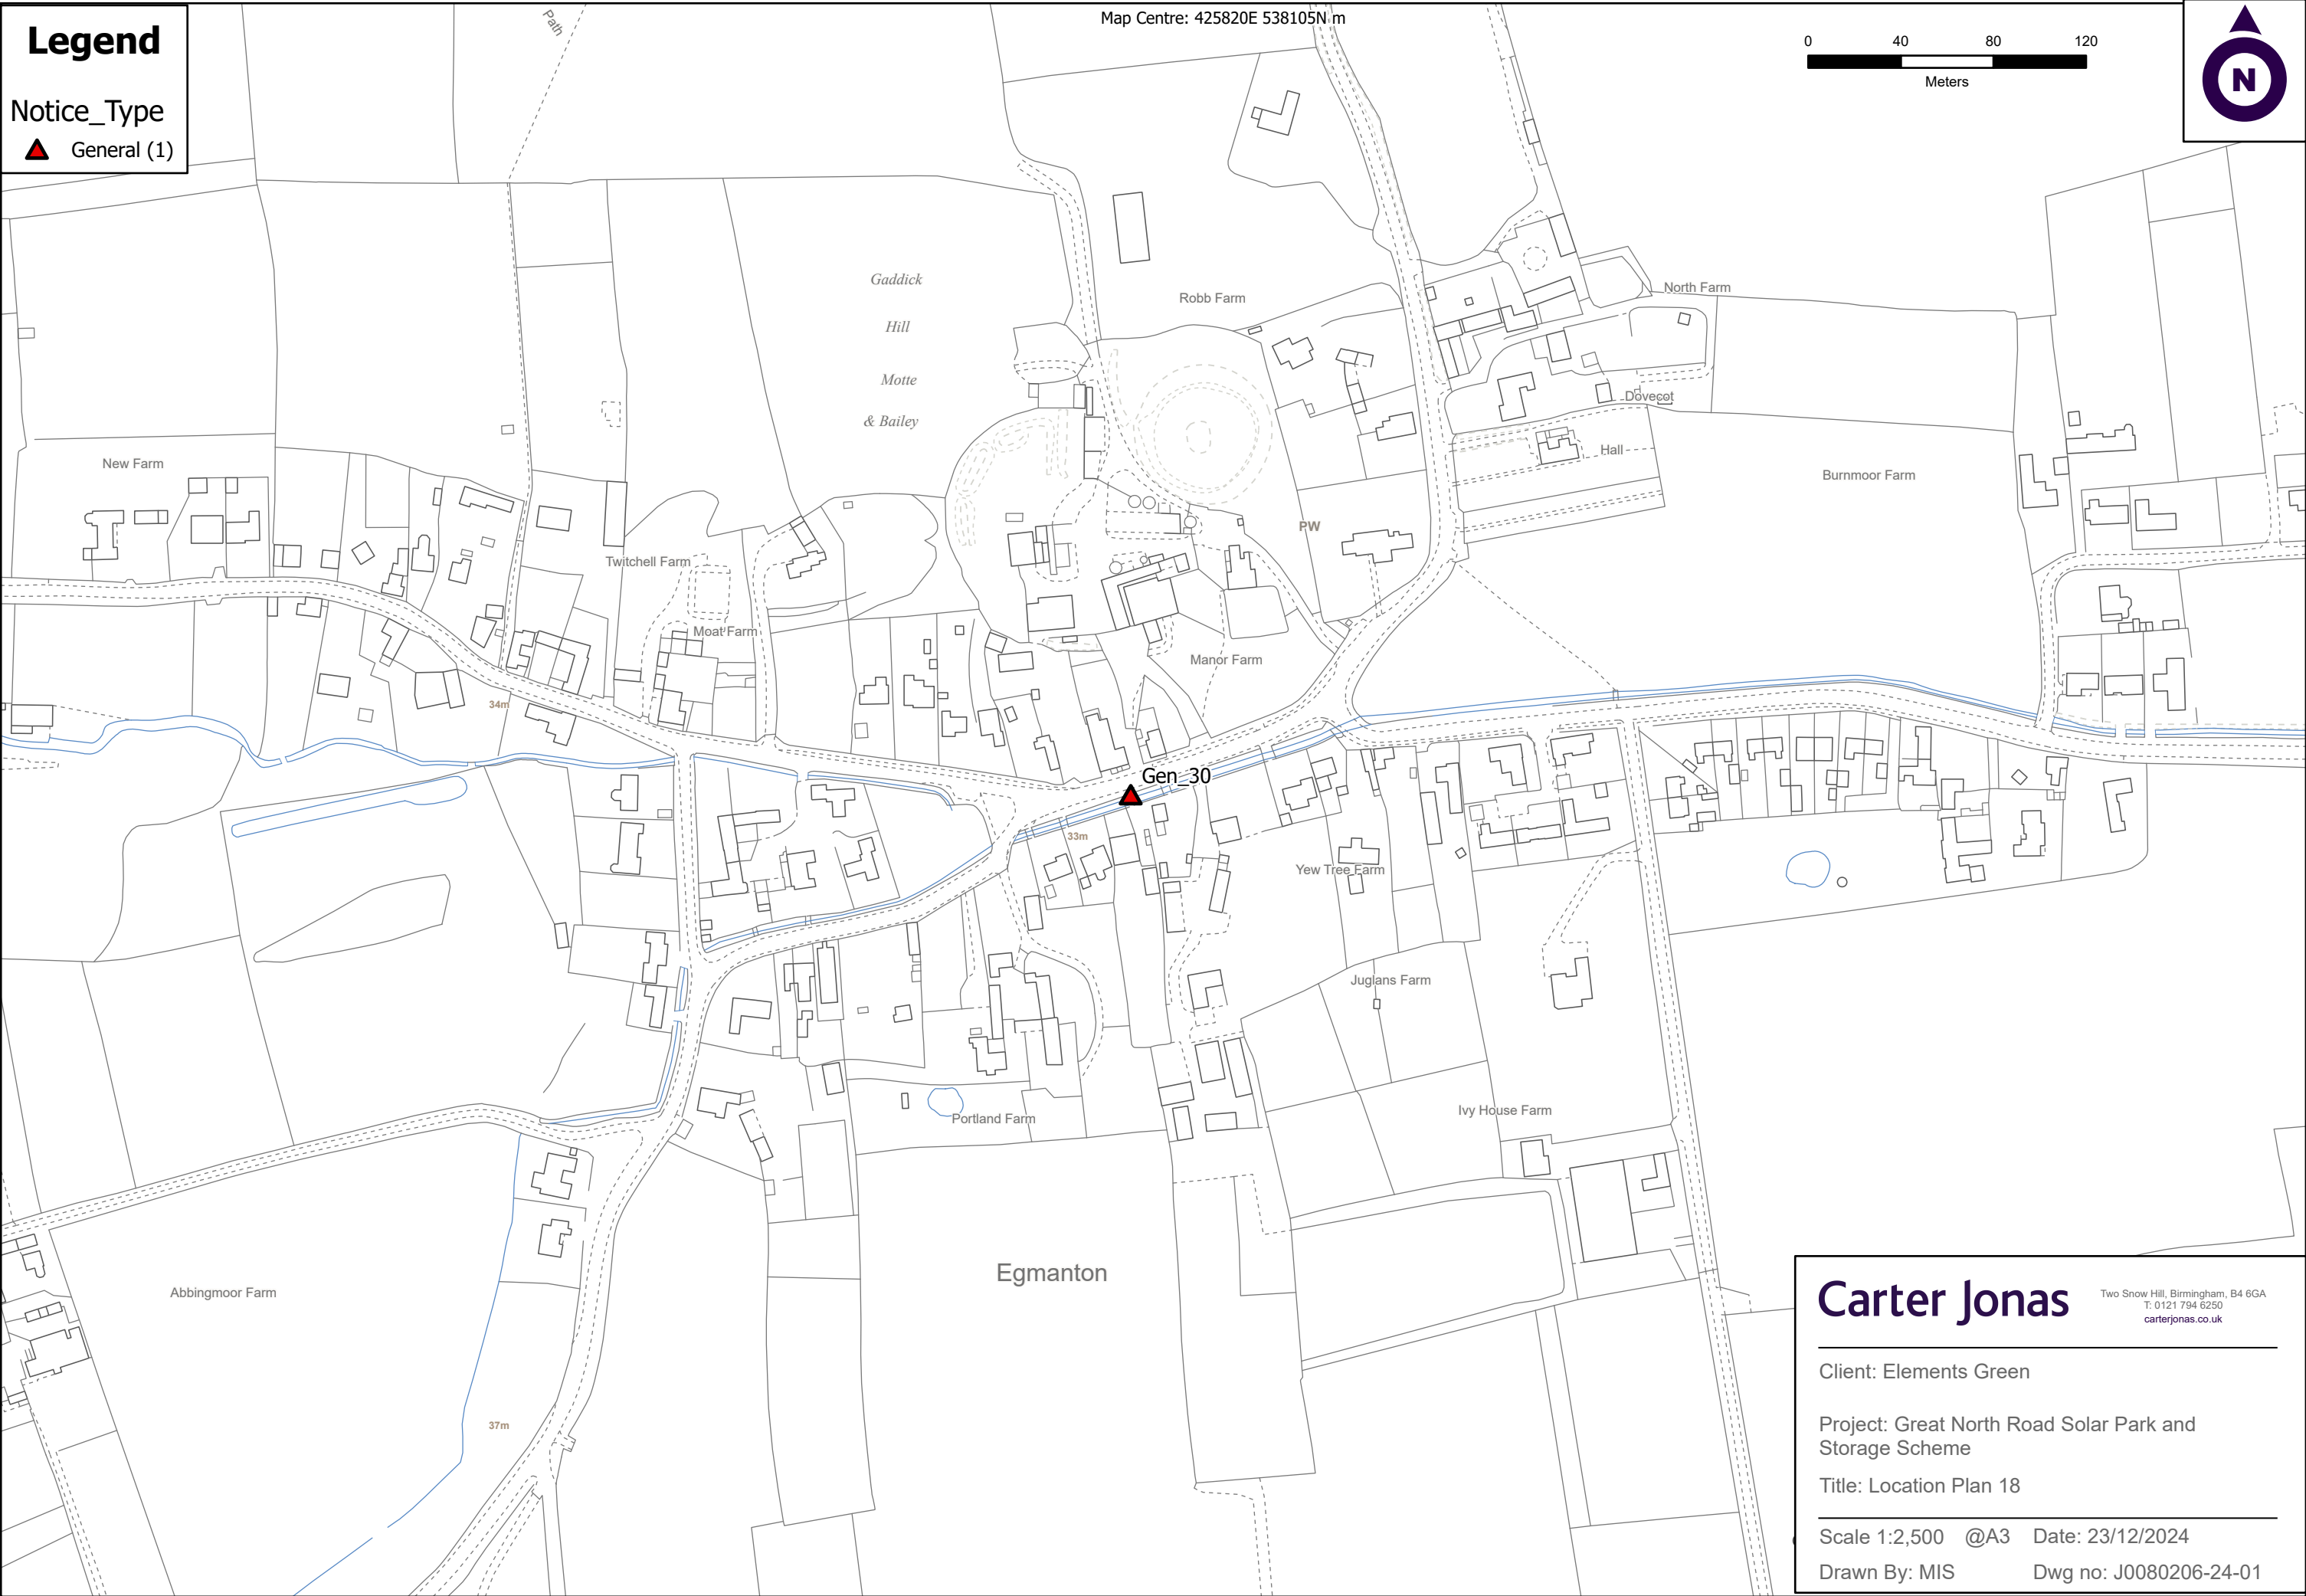 Legend
Notice_Type
General (1)
Path
Map Centre: 425820E 538105N m
0 40 80 120
Meters
N
Gaddick
Hill
Motte
& Bailey
Robb Farm
North Farm
Dovecot
Hall
New Farm
Burnmoor Farm
PW
Twitchell Farm
Moat Farm
Manor Farm
34m
Gen_30
33m
Yew Tree Farm
Juglans Farm
Ivy House Farm
Portland Farm
Egmanton
Abbingmoor Farm
37m
Carter Jonas
Two Snow Hill, Birmingham, B4 6GA
T: 0121 794 6250
carterjonas.co.uk
Client: Elements Green
Project: Great North Road Solar Park and
Storage Scheme
Title: Location Plan 18
Scale 1:2,500 @A3 Date: 23/12/2024
Drawn By: MIS Dwg no: J0080206-24-01